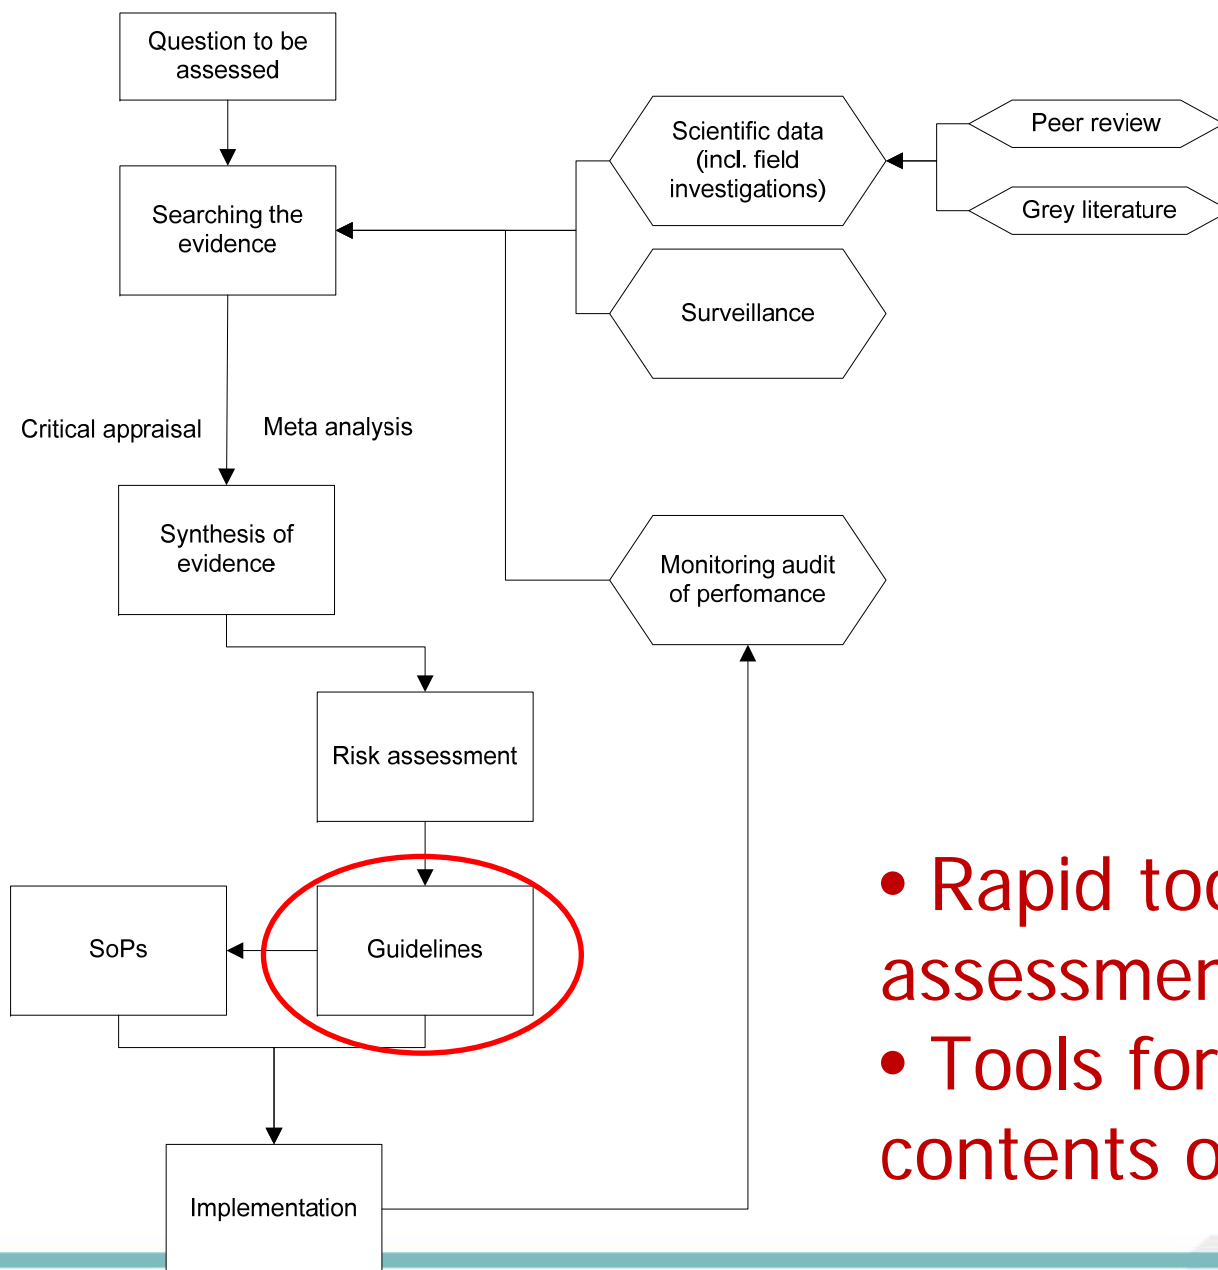 Question to be
assessed
Searching the
evidence
Scientific data
(incl. field
investigations)
Peer review
Grey literature
Surveillance
Critical appraisal
Meta analysis
Synthesis of
evidence
Monitoring audit
of perfomance
Risk assessment
SoPs
Guidelines
Implementation
• Rapid
• Tools for
contents